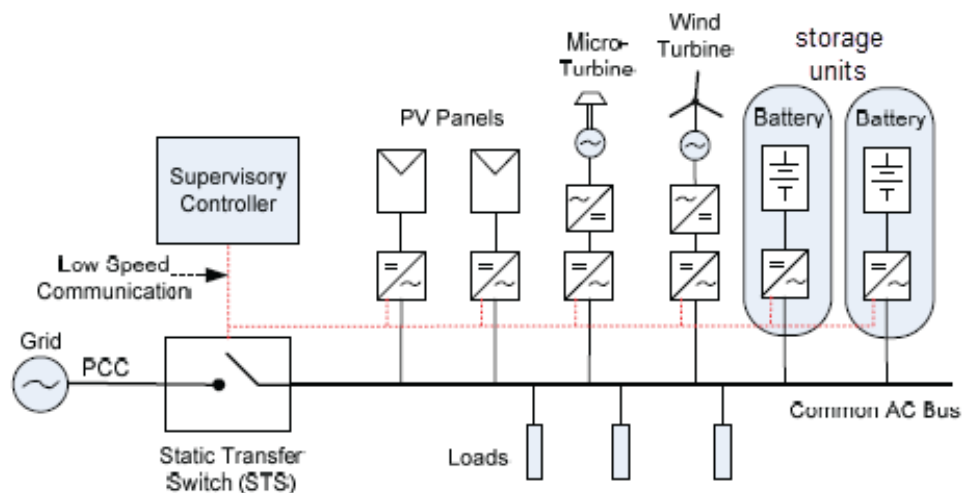 Micro-
Turbine
Wind
Turbine
storage
units
PV Panels
Battery
Battery
Supervisory
Controller
Low Speed
Communication
Grid
PCC
Static Transfer
Switch (STS)
Loads
Common AC Bus